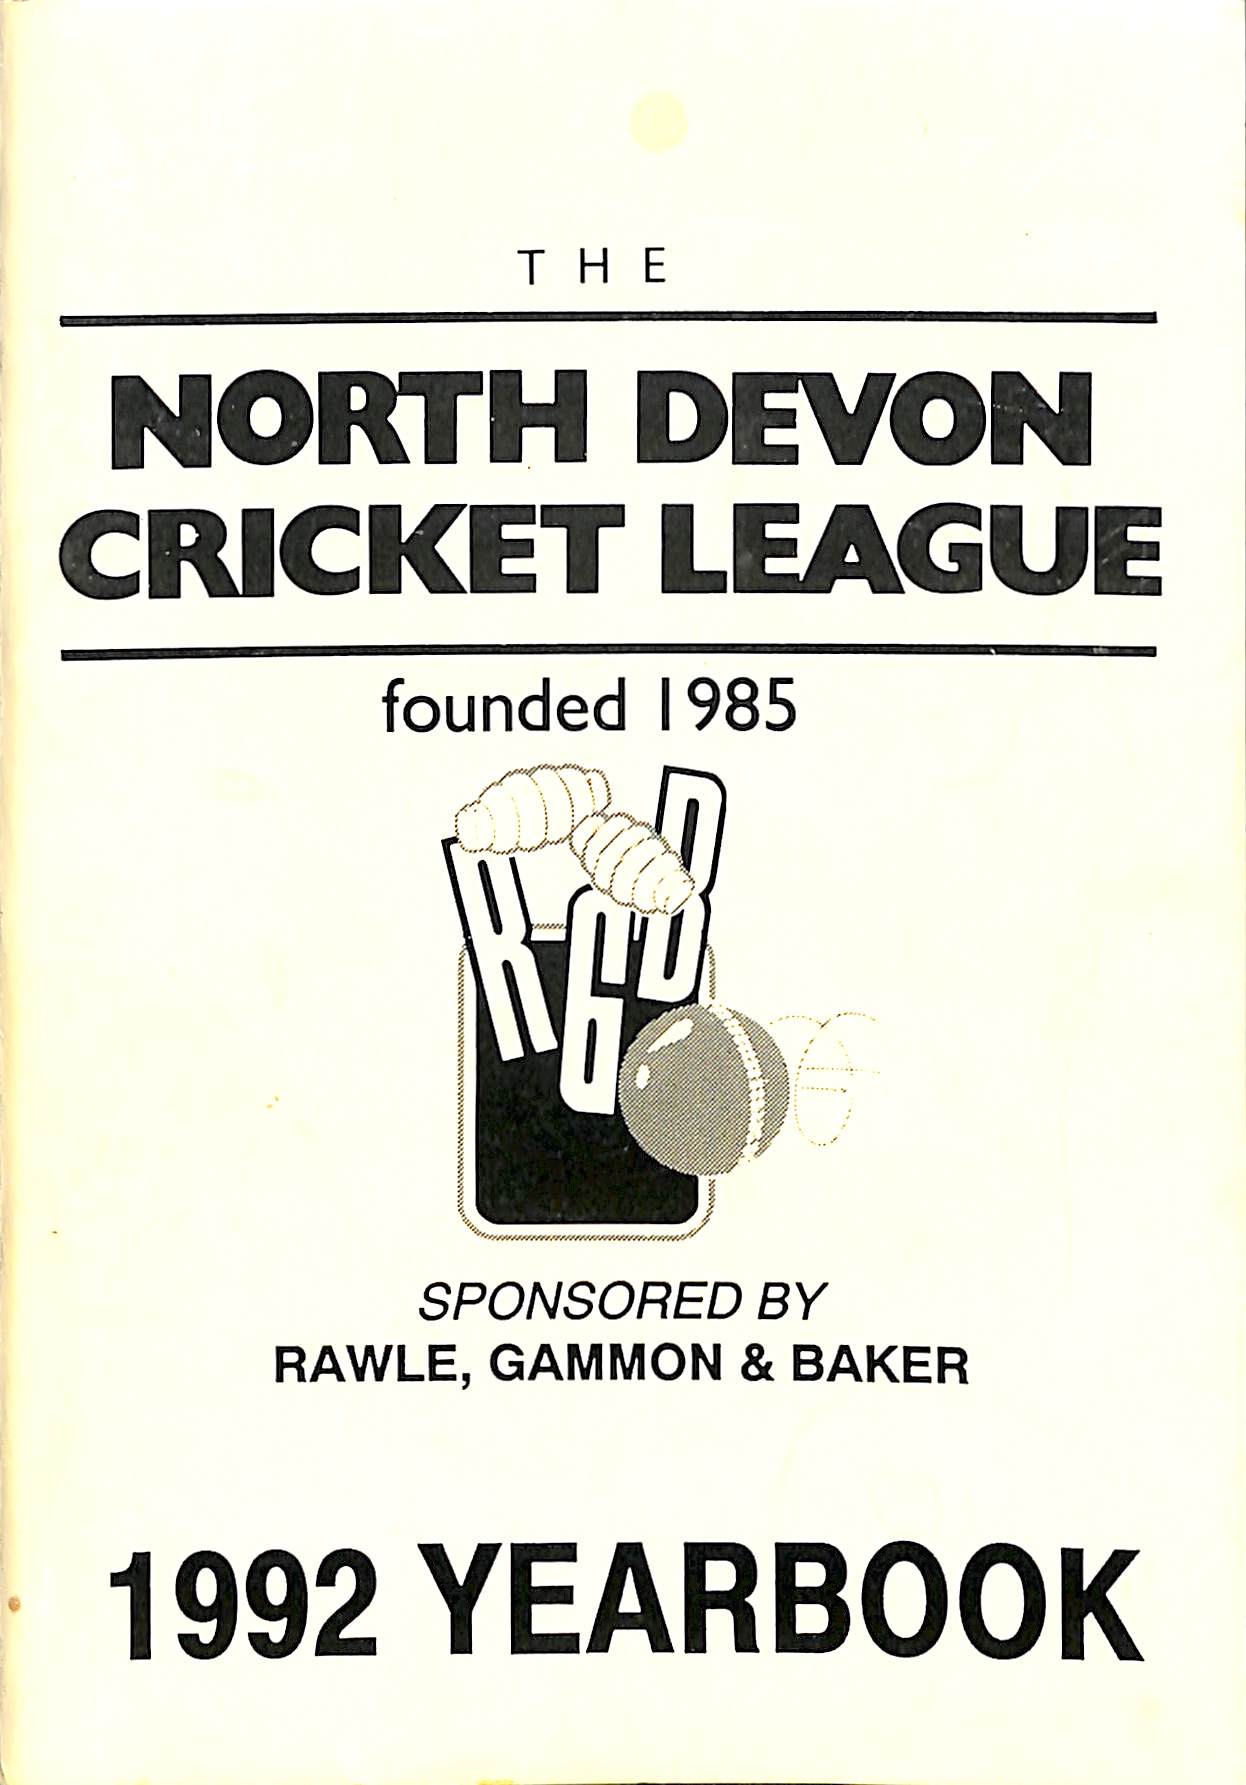 THE
NORTH DEVON
CRICKET LEAGUE
founded 1985
RGB
SPONSORED BY
RAWLE, GAMMON & BAKER
1992 YEARBOOK